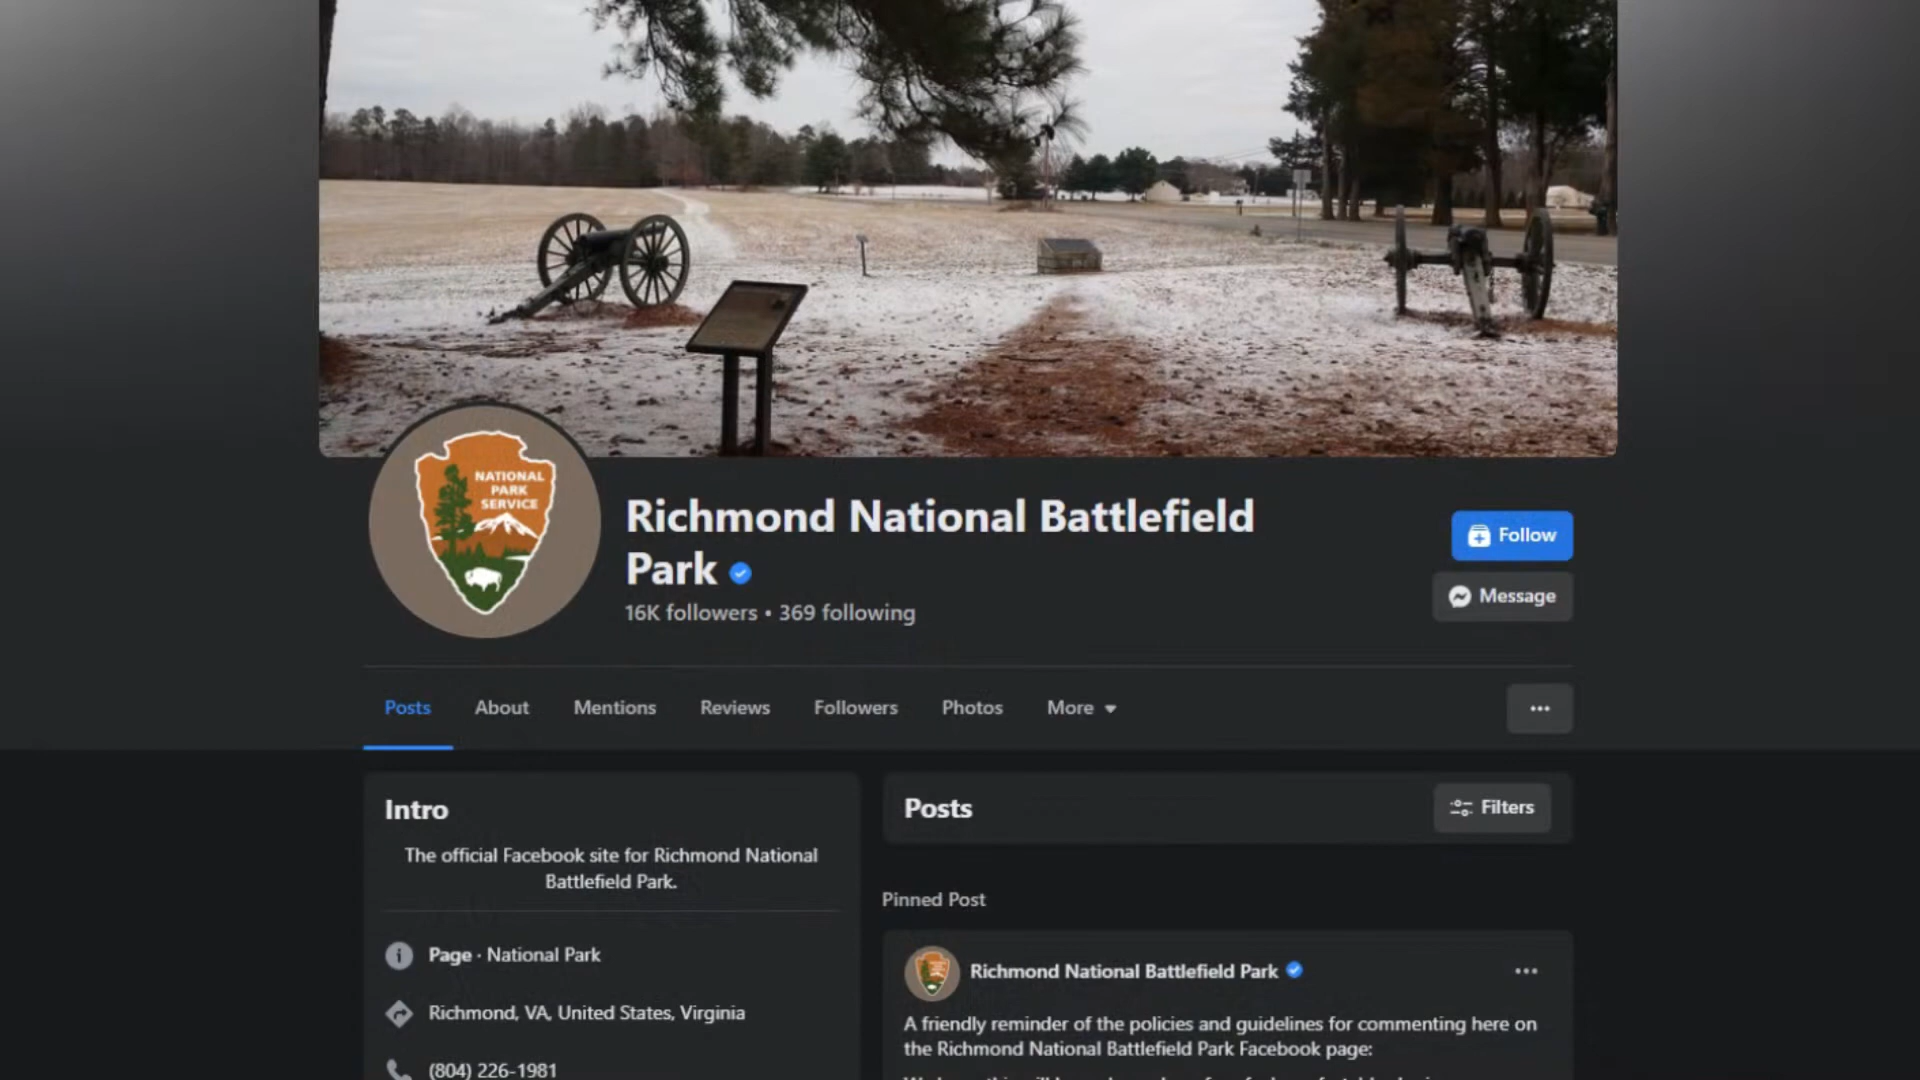 NATIONAL
PARK
SERVICE
Richmond National Battlefield
Park
16K followers • 369 following
Follow
Message
Posts
About
Mentions
Reviews
Followers
Photos
More
Intro
The official Facebook site for Richmond National
Battlefield Park.
Page · National Park
Richmond, VA, United States, Virginia
(804) 226-1981
Posts
Filters
Pinned Post
Richmond National Battlefield Park
A friendly reminder of the policies and guidelines for commenting here on
the Richmond National Battlefield Park Facebook page: